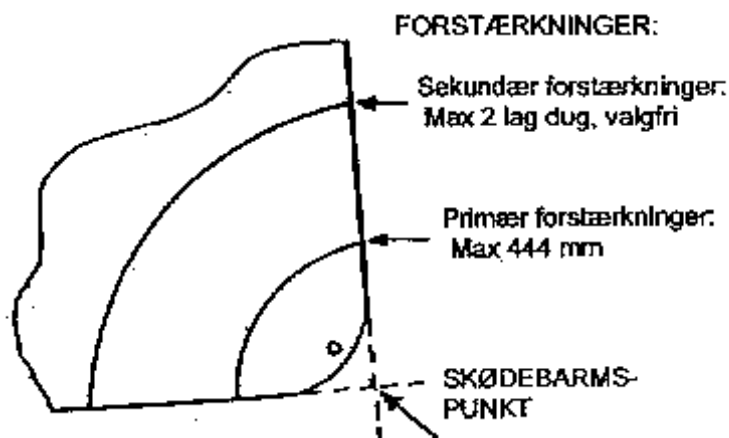 FORSTÆRKNINGER:
Sekundær forstærkninger:
Max 2 lag dug, valgfri
Primær forstærkninger:
Max 444 mm
SKØDEBARMS-
PUNKT